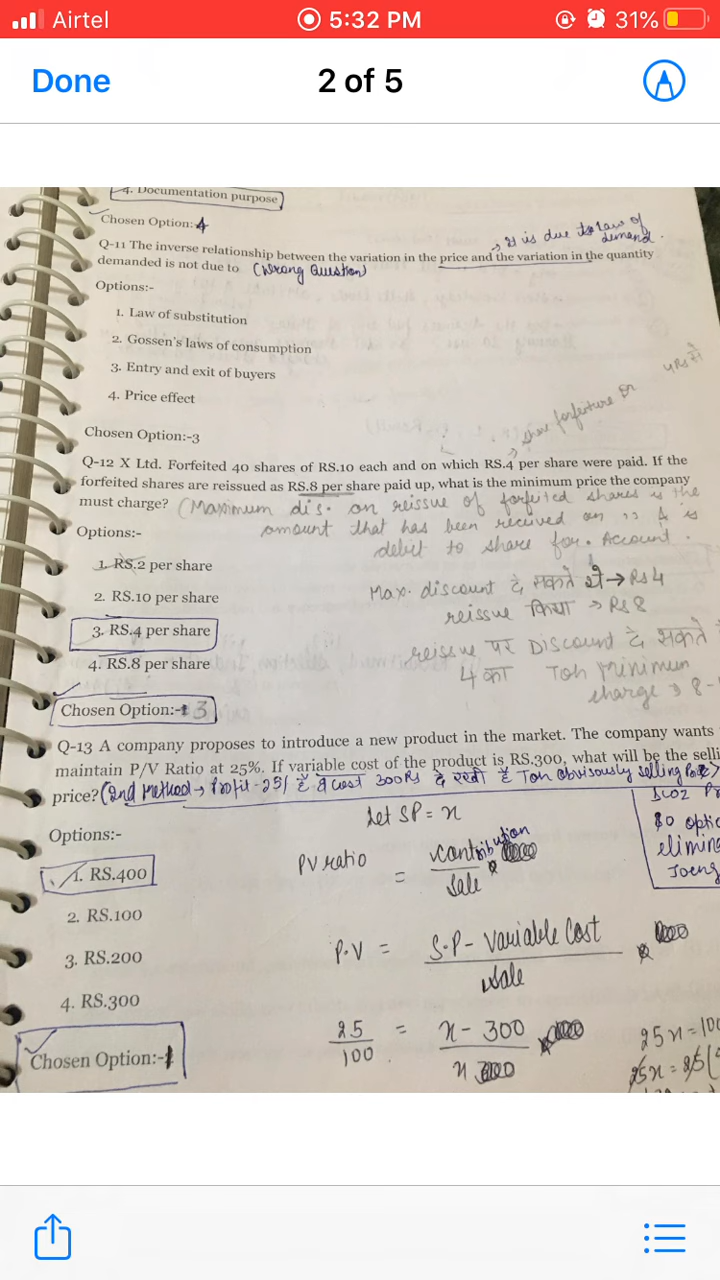 Airtel 5:32 PM 31%
Done 2 of 5
4. Documentation purpose
Chosen Option: 4
→ It is due to law of demand.
Q-11 The inverse relationship between the variation in the price and the variation in the quantity
demanded is not due to (Wrong Question)
Options:-
1. Law of substitution
2. Gossen's laws of consumption
3. Entry and exit of buyers
4. Price effect
4Rs से
Chosen Option:-3
forfeiture
Q-12 X Ltd. Forfeited 40 shares of RS.10 each and on which RS.4 per share were paid. If the
forfeited shares are reissued as RS.8 per share paid up, what is the minimum price the company
must charge? (Maximum dis. on reissue of forfeited shares is the
Options:- amount that has been received on is
debit to share for. Account.
1. RS.2 per share
Max. discount दे सकते थे → Rs 4
2. RS.10 per share
reissue किया → Rs 8
3. RS.4 per share
reissue पर Discount दे सकते
4. RS.8 per share
4 का Toh Minimum
charge → 8-
Chosen Option:- 3
Q-13 A company proposes to introduce a new product in the market. The company wants
maintain P/V Ratio at 25%. If variable cost of the product is RS.300, what will be the selli
price? (2nd Method → Profit 25% है & cost 300Rs दे रखी है Toh obviously selling
Let SP = x
Options:-
so optio
PV ratio = Contribution / Sale
elimina
1. RS.400
2. RS.100
P.V = S.P - Variable Cost / Sale
3. RS.200
4. RS.300
25/100 = x - 300 / x
25x = 100
Chosen Option:-1